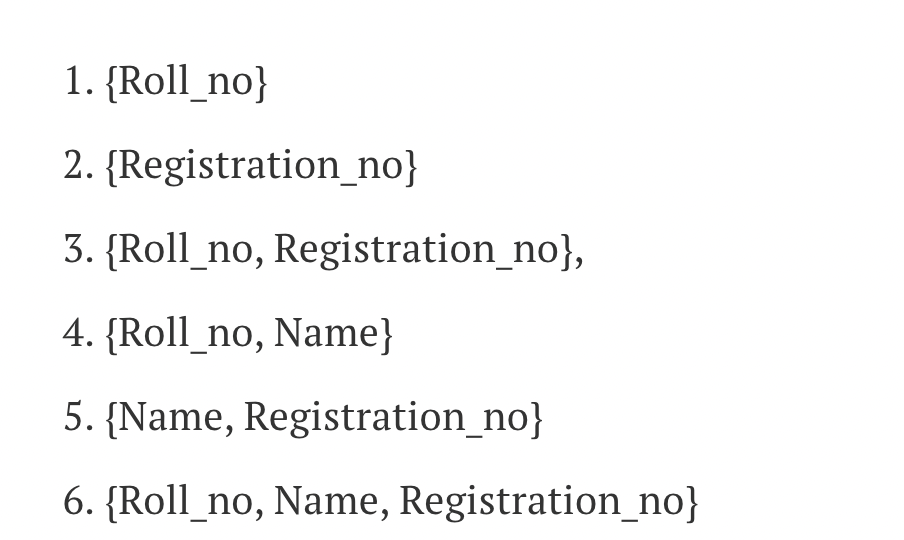 1. {Roll_no}
2. {Registration_no}
3. {Roll_no, Registration_no},
4. {Roll_no, Name}
5. {Name, Registration_no}
6. {Roll_no, Name, Registration_no}